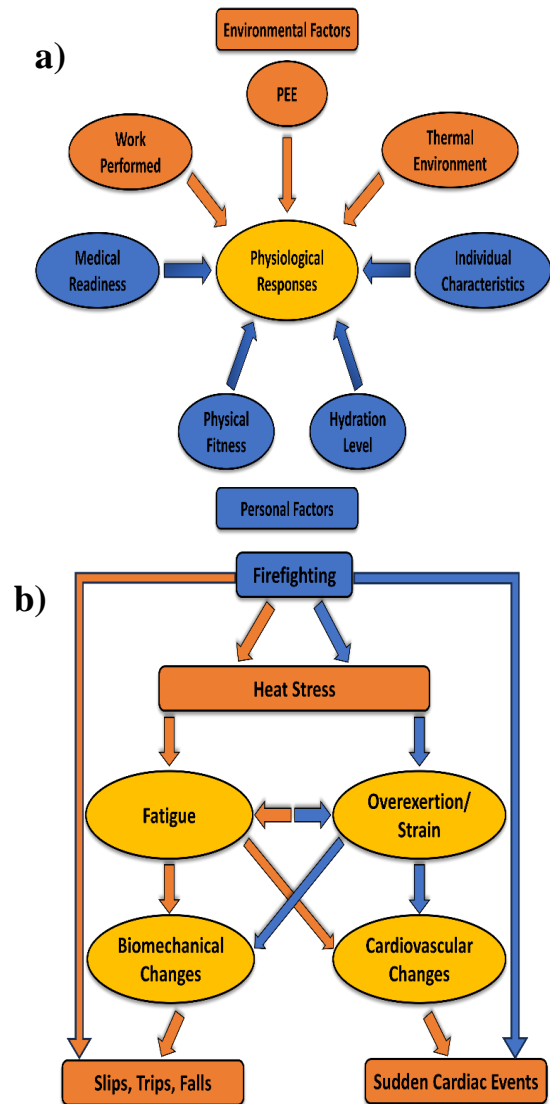 Environmental Factors
a)
PEE
Work
Performed
Thermal
Environment
Medical
Readiness
Physiological
Responses
Individual
Characteristics
Physical
Fitness
Hydration
Level
Personal Factors
Firefighting
b)
Heat Stress
Fatigue
Overexertion/
Strain
Biomechanical
Changes
Cardiovascular
Changes
Slips, Trips, Falls
Sudden Cardiac Events